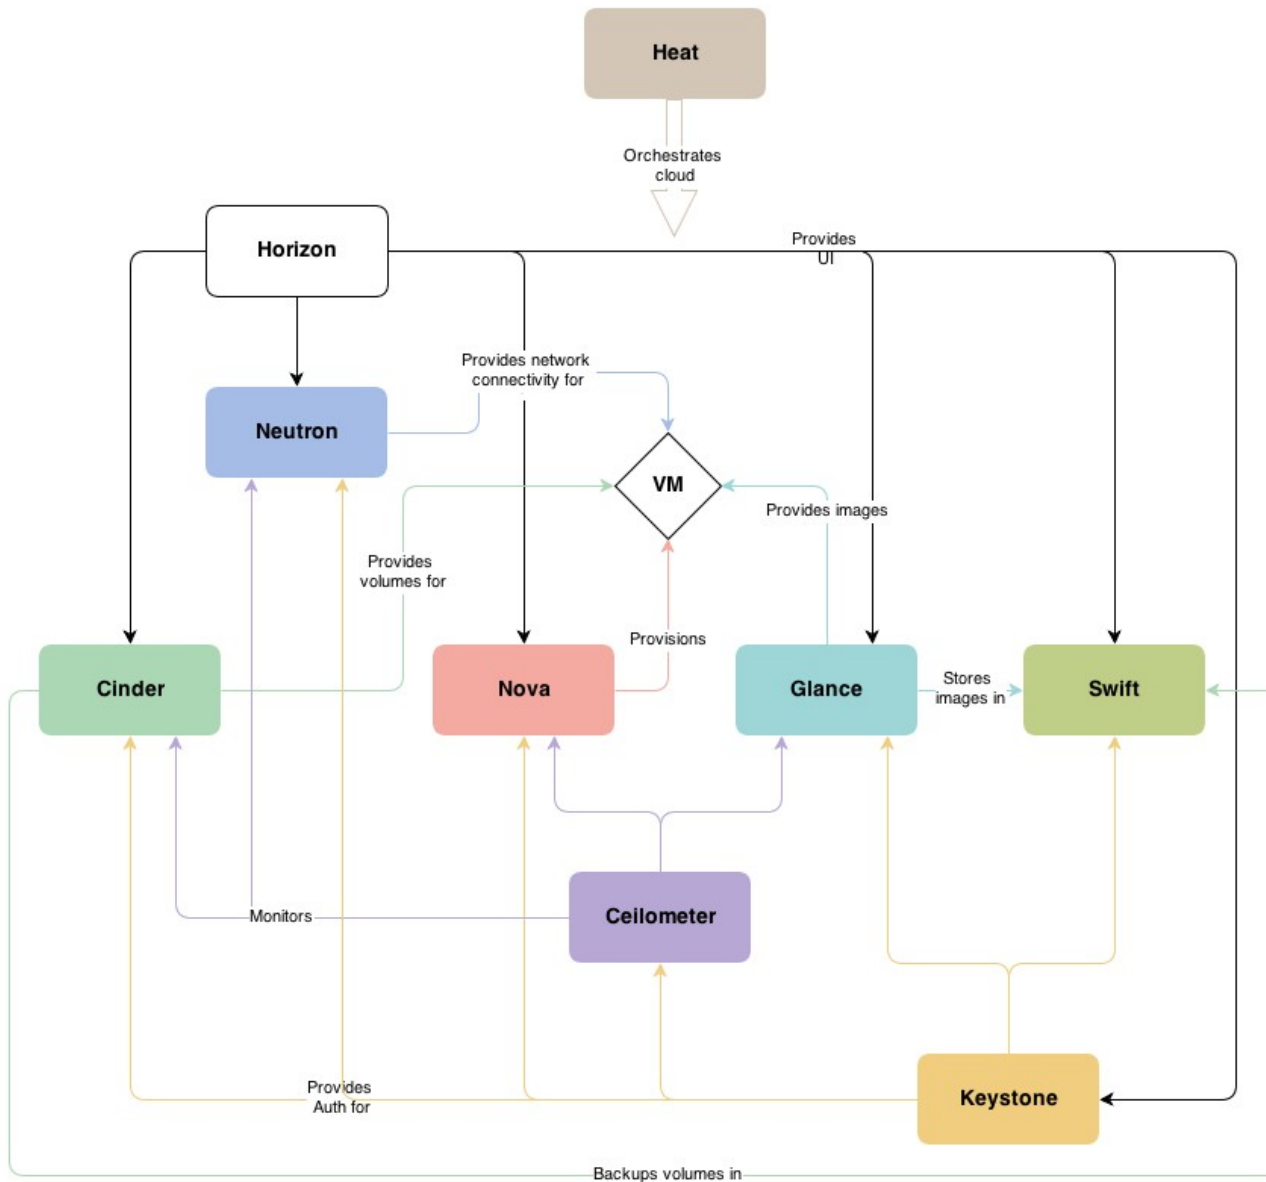 Heat
Orchestrates
cloud
Horizon
Provides
UI
Provides network
connectivity for
Neutron
VM
Provides images
Provides
volumes for
Provisions
Cinder
Nova
Glance
Stores
images in
Swift
Monitors
Ceilometer
Provides
Auth for
Keystone
Backups volumes in